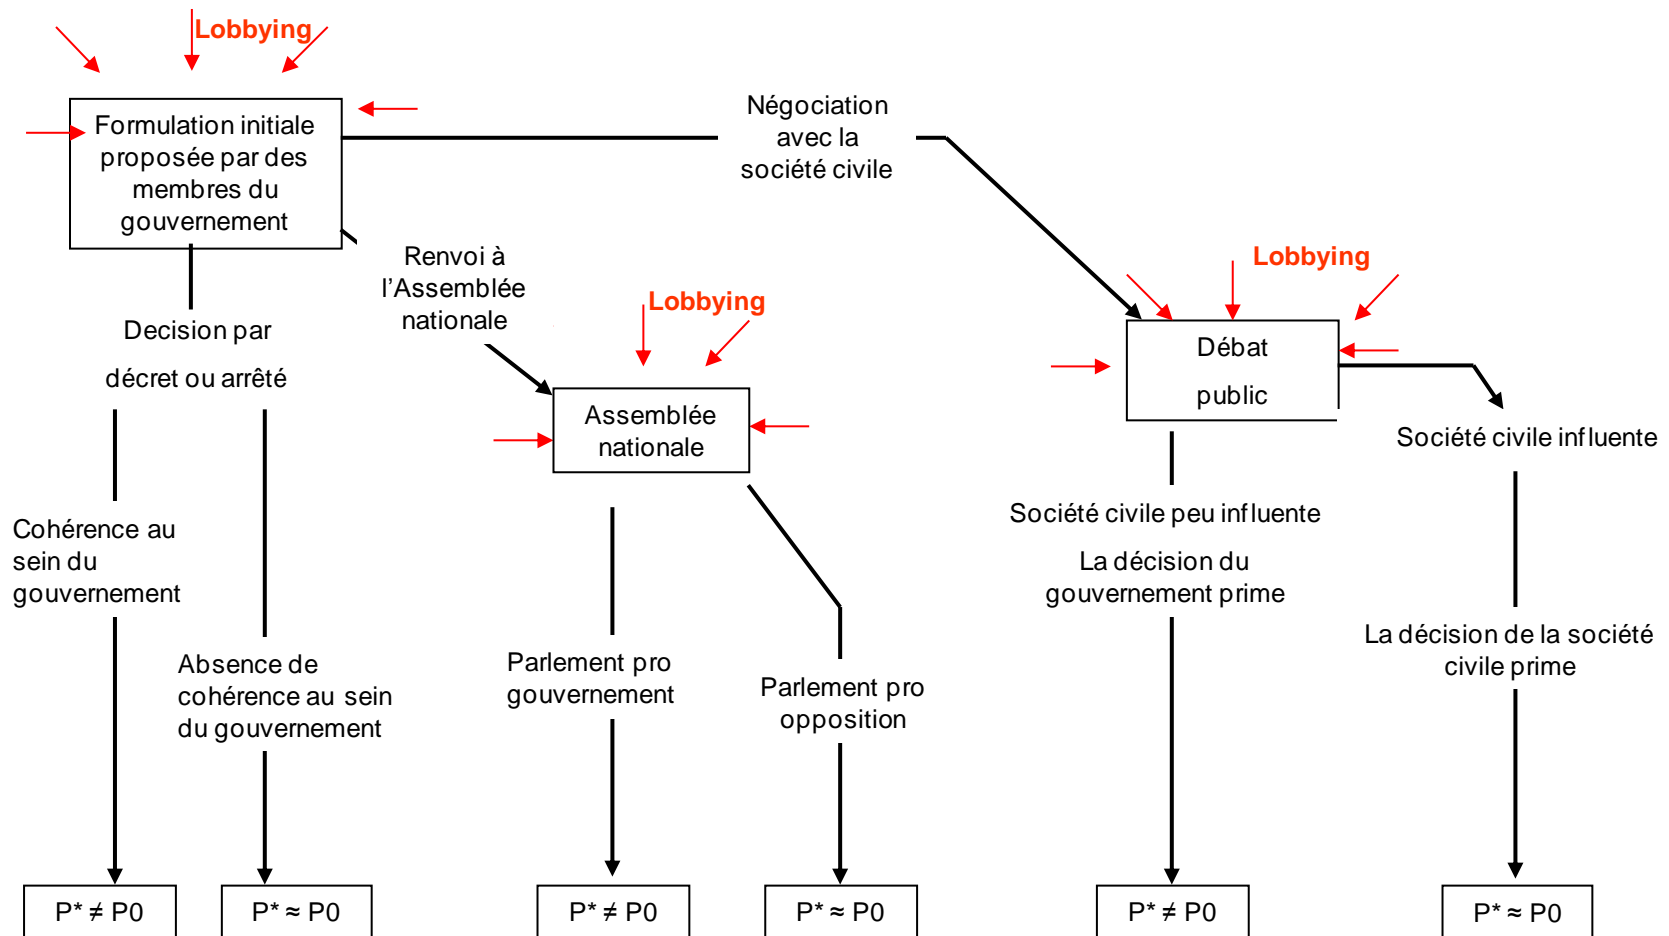 Lobbying
Formulation initiale
proposée par des
membres du
gouvernement
Négociation
avec la
société civile
Renvoi à
l'Assemblée
nationale
Lobbying
Lobbying
Decision par
décret ou arrêté
Débat
public
Assemblée
nationale
Société civile influente
Cohérence au
sein du
gouvernement
Société civile peu influente
La décision du
gouvernement prime
Absence de
cohérence au sein
du gouvernement
Parlement pro
gouvernement
Parlement pro
opposition
La décision de la société
civile prime
P* ≠ P0
P* ≈ P0
P* ≠ P0
P* ≈ P0
P* ≠ P0
P* ≈ P0